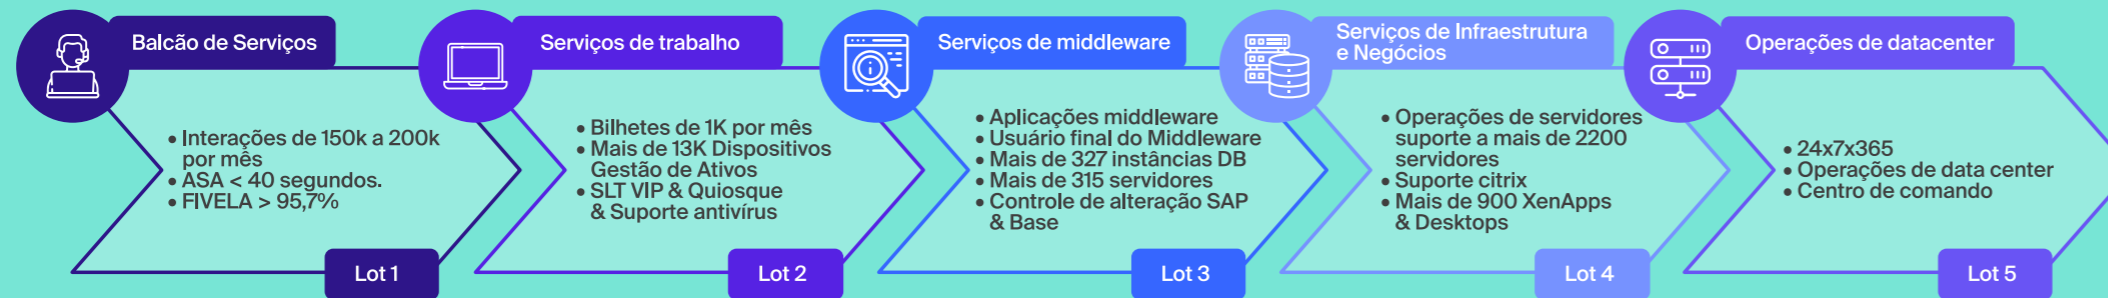 Balcão de Serviços
• Interações de 150k a 200k
por mês
• ASA < 40 segundos.
• FIVELA > 95,7%
Lot 1
Serviços de trabalho
• Bilhetes de 1K por mês
• Mais de 13K Dispositivos
Gestão de Ativos
• SLT VIP & Quiosque
& Suporte antivírus
Lot 2
Serviços de middleware
• Aplicações middleware
• Usuário final do Middleware
• Mais de 327 instâncias DB
• Mais de 315 servidores
• Controle de alteração SAP
& Base
Lot 3
Serviços de Infraestrutura
e Negócios
• Operações de servidores
suporte a mais de 2200
servidores
• Suporte citrix
• Mais de 900 XenApps
& Desktops
Lot 4
Operações de datacenter
• 24x7x365
• Operações de data center
• Centro de comando
Lot 5